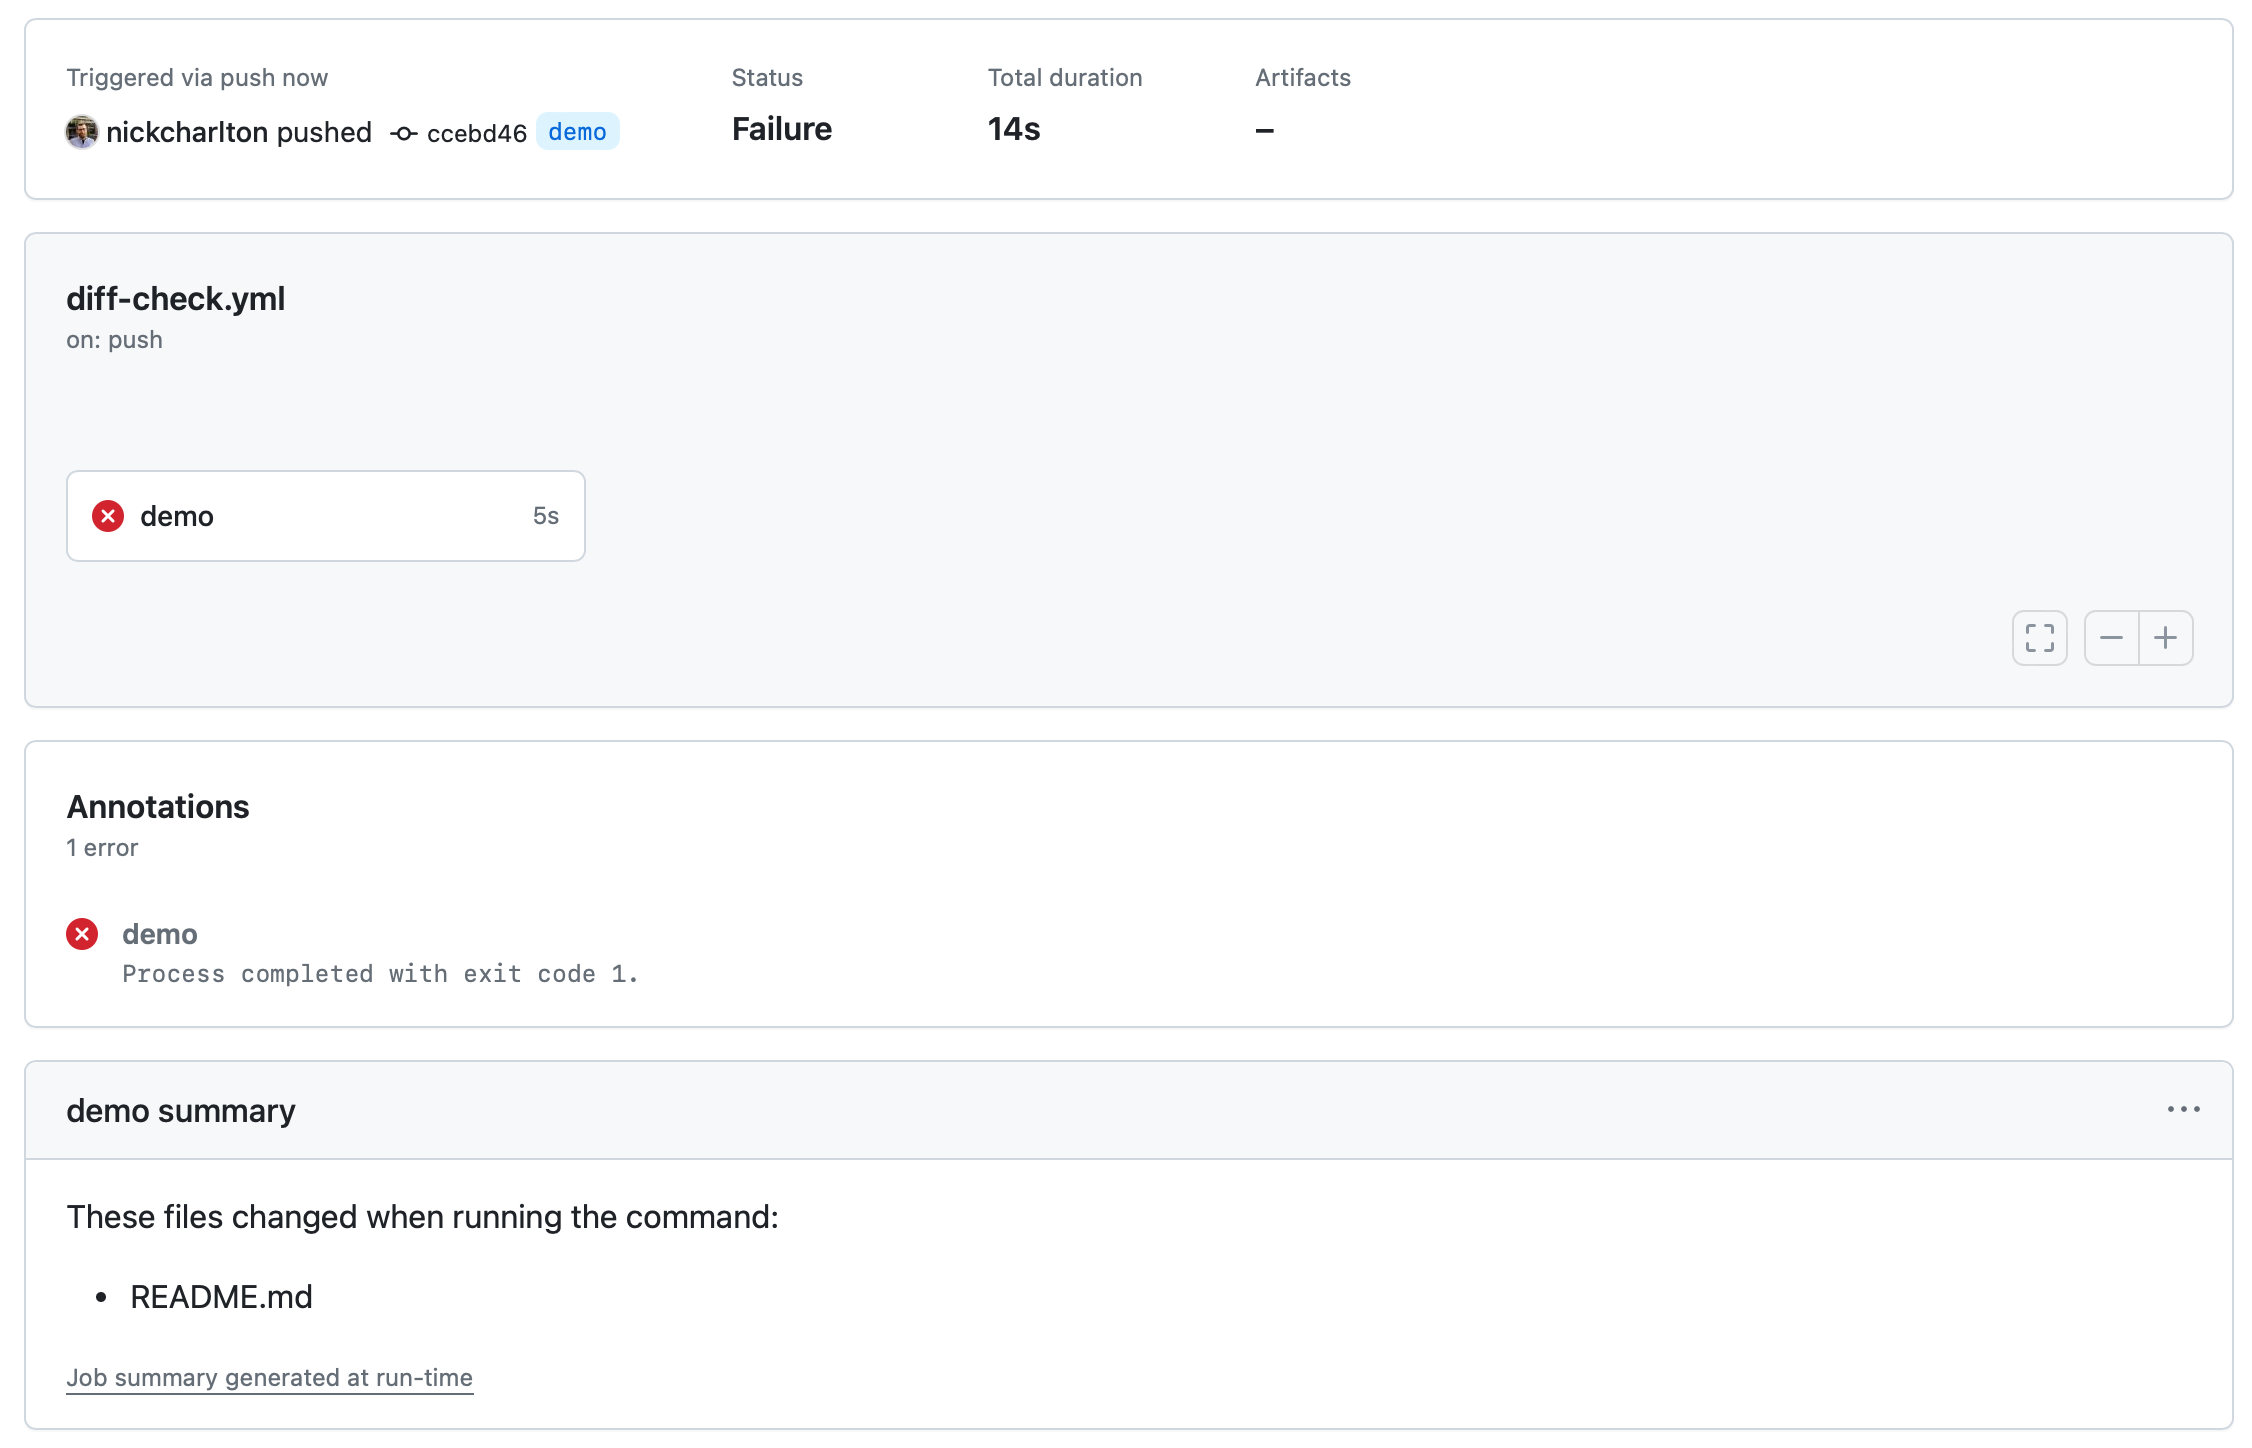 Triggered via push now
nickcharlton pushed ccebd46 demo
Status
Failure
Total duration
14s
Artifacts
–
diff-check.yml
on: push
demo 5s
Annotations
1 error
demo
Process completed with exit code 1.
demo summary
These files changed when running the command:
• README.md
Job summary generated at run-time